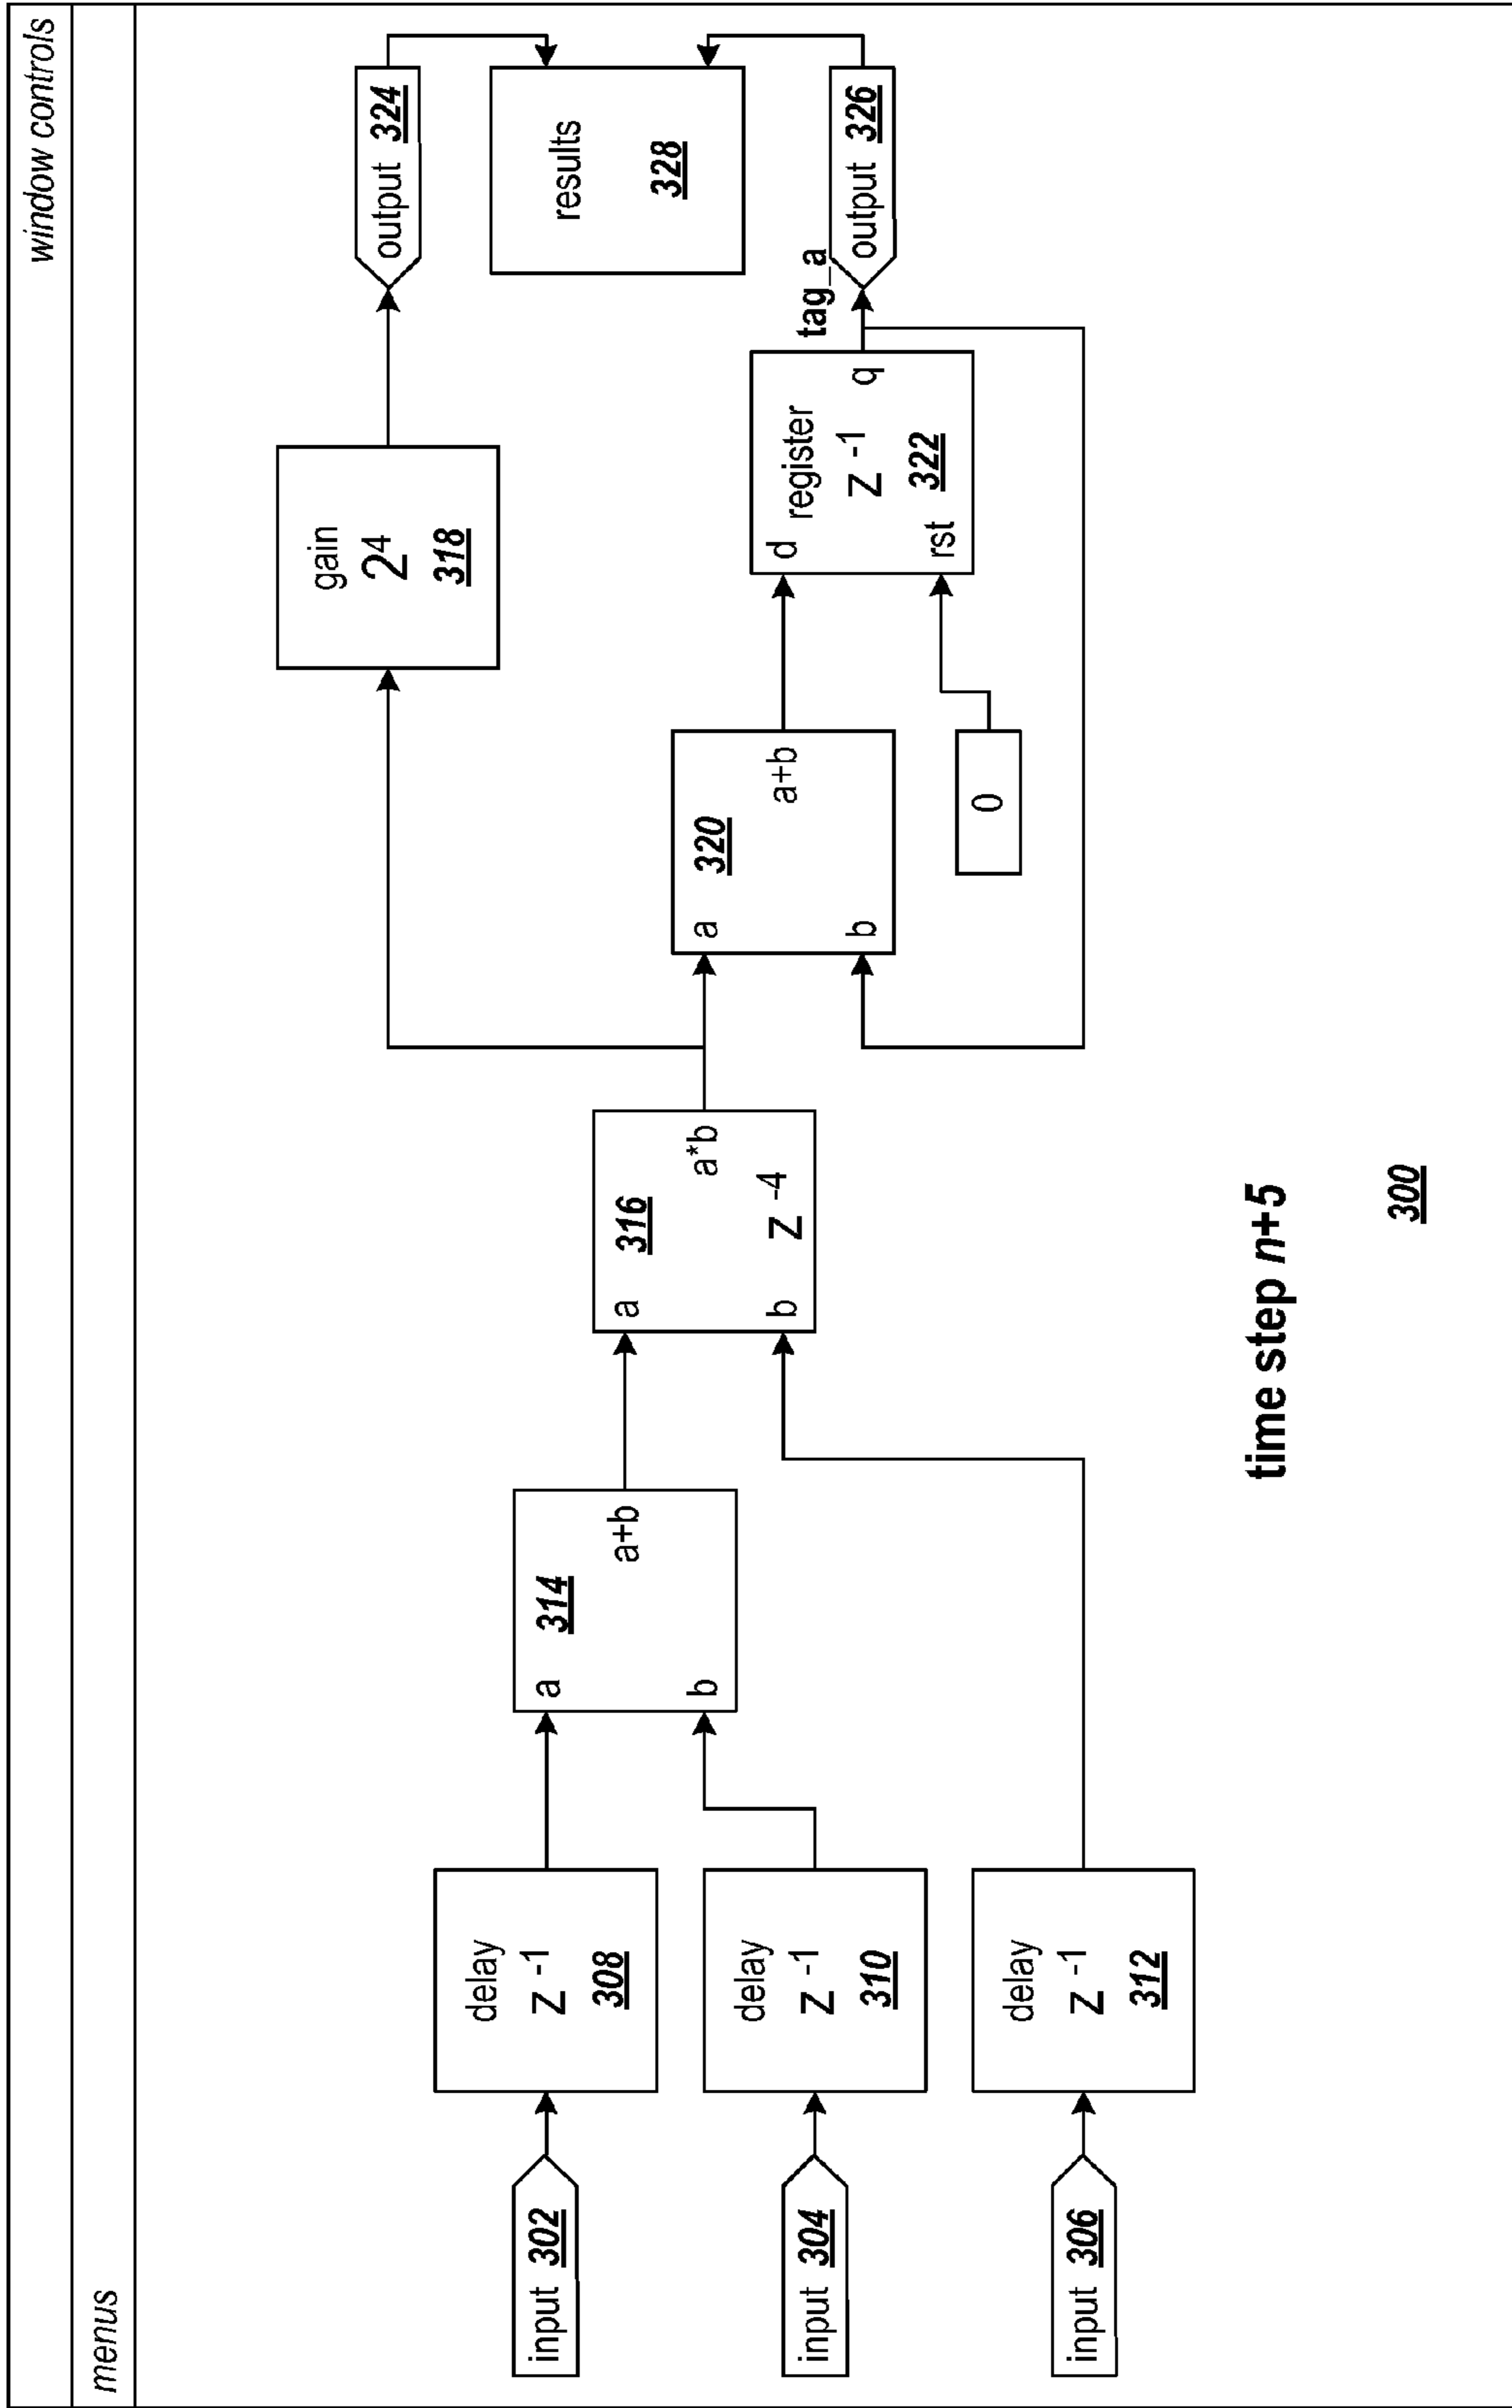 window controls
menus
input 302
delay
Z -1
308
input 304
delay
Z -1
310
input 306
delay
Z -1
312
a
314
a+b
b
a
316
a*b
b
Z -4
gain
2 4
318
a
320
a+b
b
0
d
register
Z -1
q
322
rst
tag_a
output 324
results
328
output 326
time step n+5
300